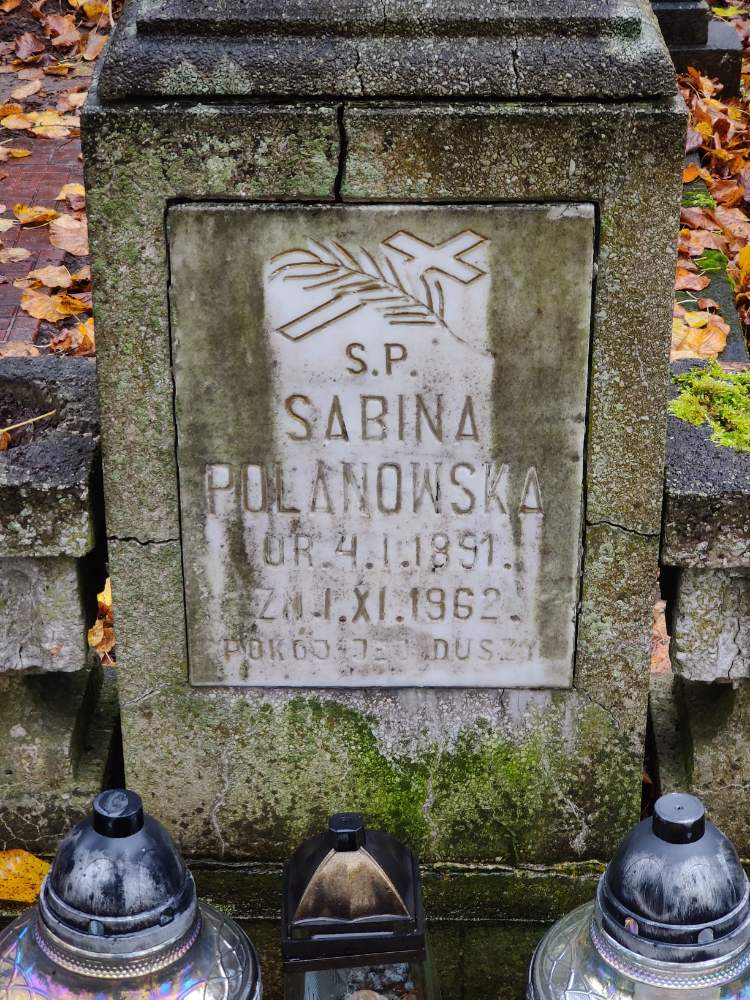 S.P.
SABINA
POLANOWSKA
UR. 4.I.1891.
ZM. 1.XI.1962.
POKÓJ JEJ DUSZY